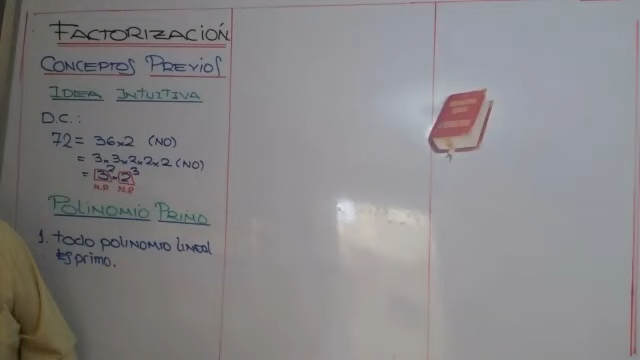 FACTORIZACIÓN
CONCEPTOS PREVIOS
IDEA INTUITIVA
D.C.:
72 = 36x2 (NO)
= 3x3x2x2x2 (NO)
= 3²x2³
N.P. N.P.
POLINOMIO PRIMO
1. todo polinomio lineal
es primo.